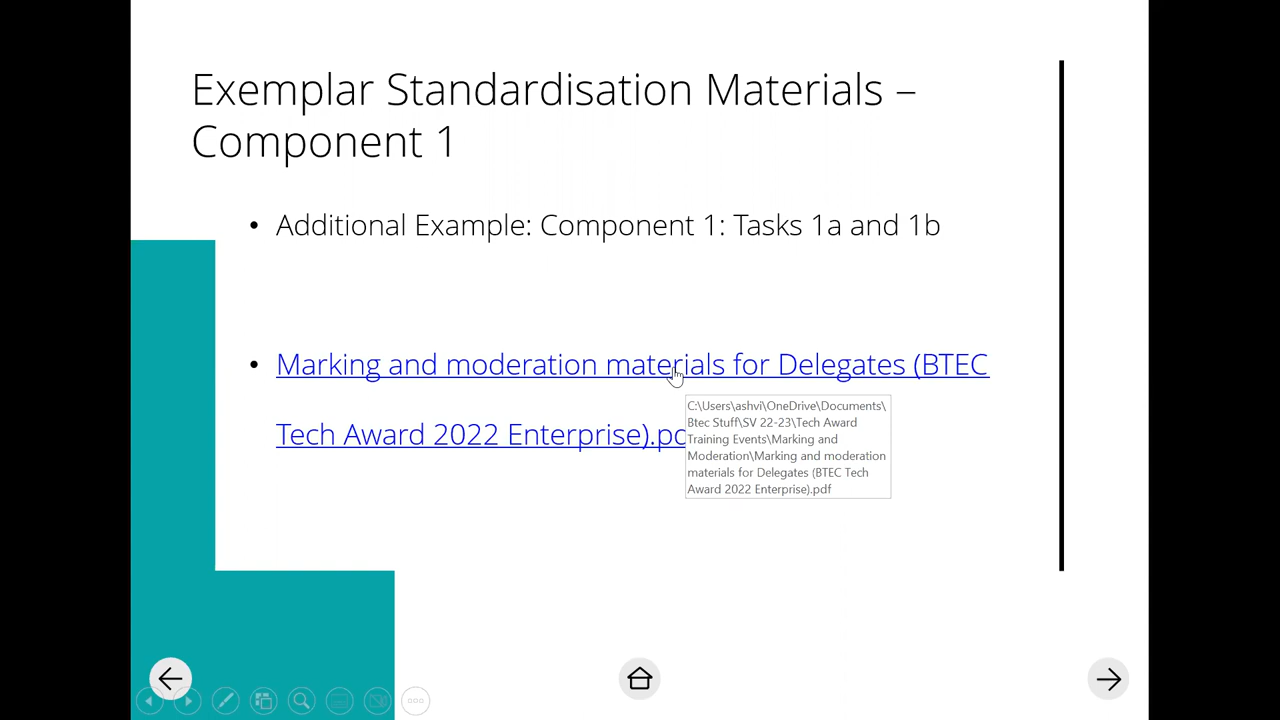 Exemplar Standardisation Materials –
Component 1
• Additional Example: Component 1: Tasks 1a and 1b
• Marking and moderation materials for Delegates (BTEC
Tech Award 2022 Enterprise).pd
C:\Users\ashvi\OneDrive\Documents\
Btec Stuff\SV 22-23\Tech Award
Training Events\Marking and
Moderation\Marking and moderation
materials for Delegates (BTEC Tech
Award 2022 Enterprise).pdf